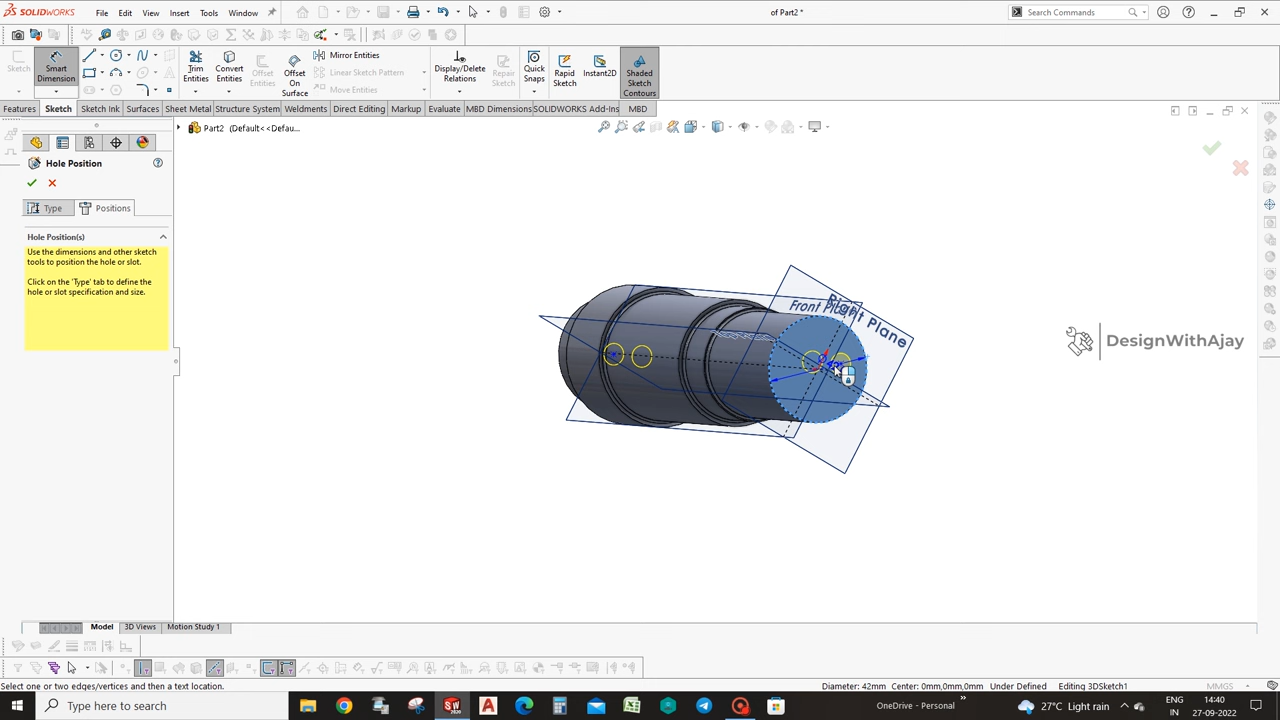 SOLIDWORKS File Edit View Insert Tools Window of Part2 * Search Commands
Sketch Smart Dimension Trim Entities Convert Entities Offset Entities Offset On Surface Mirror Entities Linear Sketch Pattern Move Entities Display/Delete Relations Repair Sketch Quick Snaps Rapid Sketch Instant2D Shaded Sketch Contours
Features Sketch Sketch Ink Surfaces Sheet Metal Structure System Weldments Direct Editing Markup Evaluate MBD Dimensions SOLIDWORKS Add-Ins MBD
Part2 (Default<<Defau...
Hole Position
Type Positions
Hole Position(s)
Use the dimensions and other sketch
tools to position the hole or slot.
Click on the 'Type' tab to define the
hole or slot specification and size.
Right Plane
DesignWithAjay
Model 3D Views Motion Study 1
Select one or two edges/vertices and then a text location. Diameter: 42mm Center: 0mm,0mm,0mm Under Defined Editing 3DSketch1 MMGS
Type here to search OneDrive - Personal 27°C Light rain ENG 14:40
IN 27-09-2022